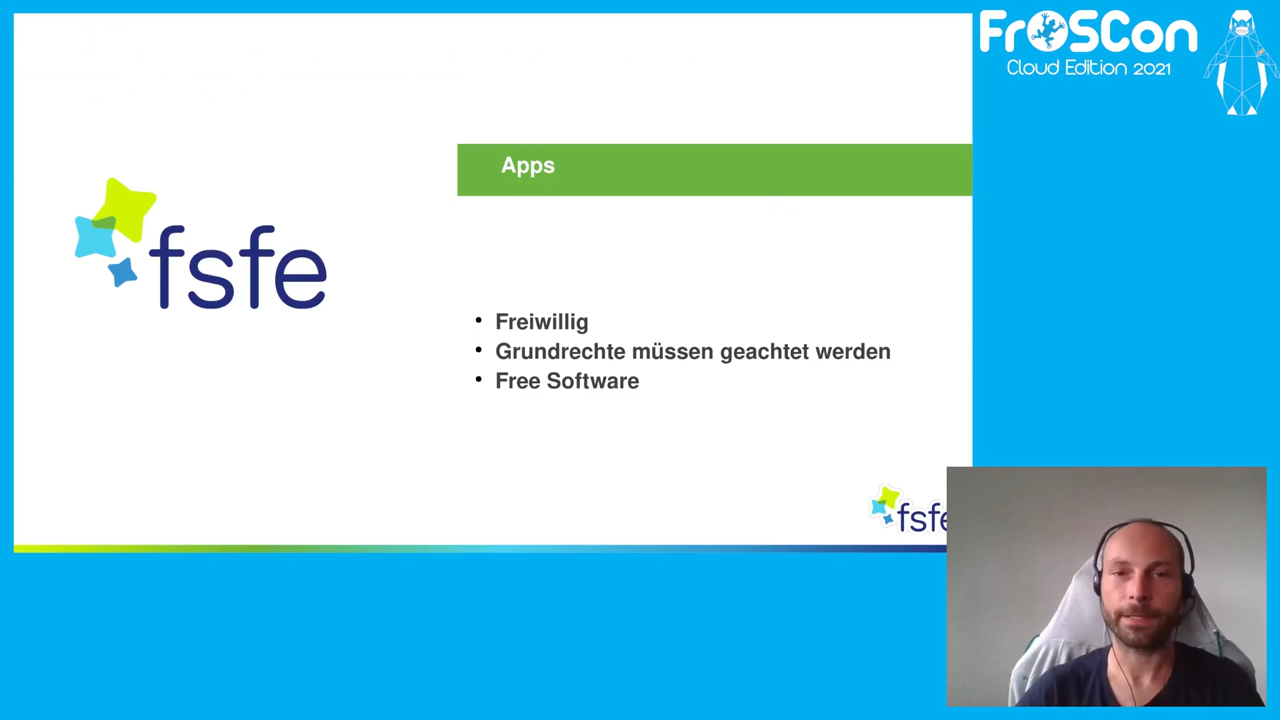 FrOSCon
Cloud Edition 2021
Apps
fsfe
Freiwillig
Grundrechte müssen geachtet werden
Free Software
fsfe